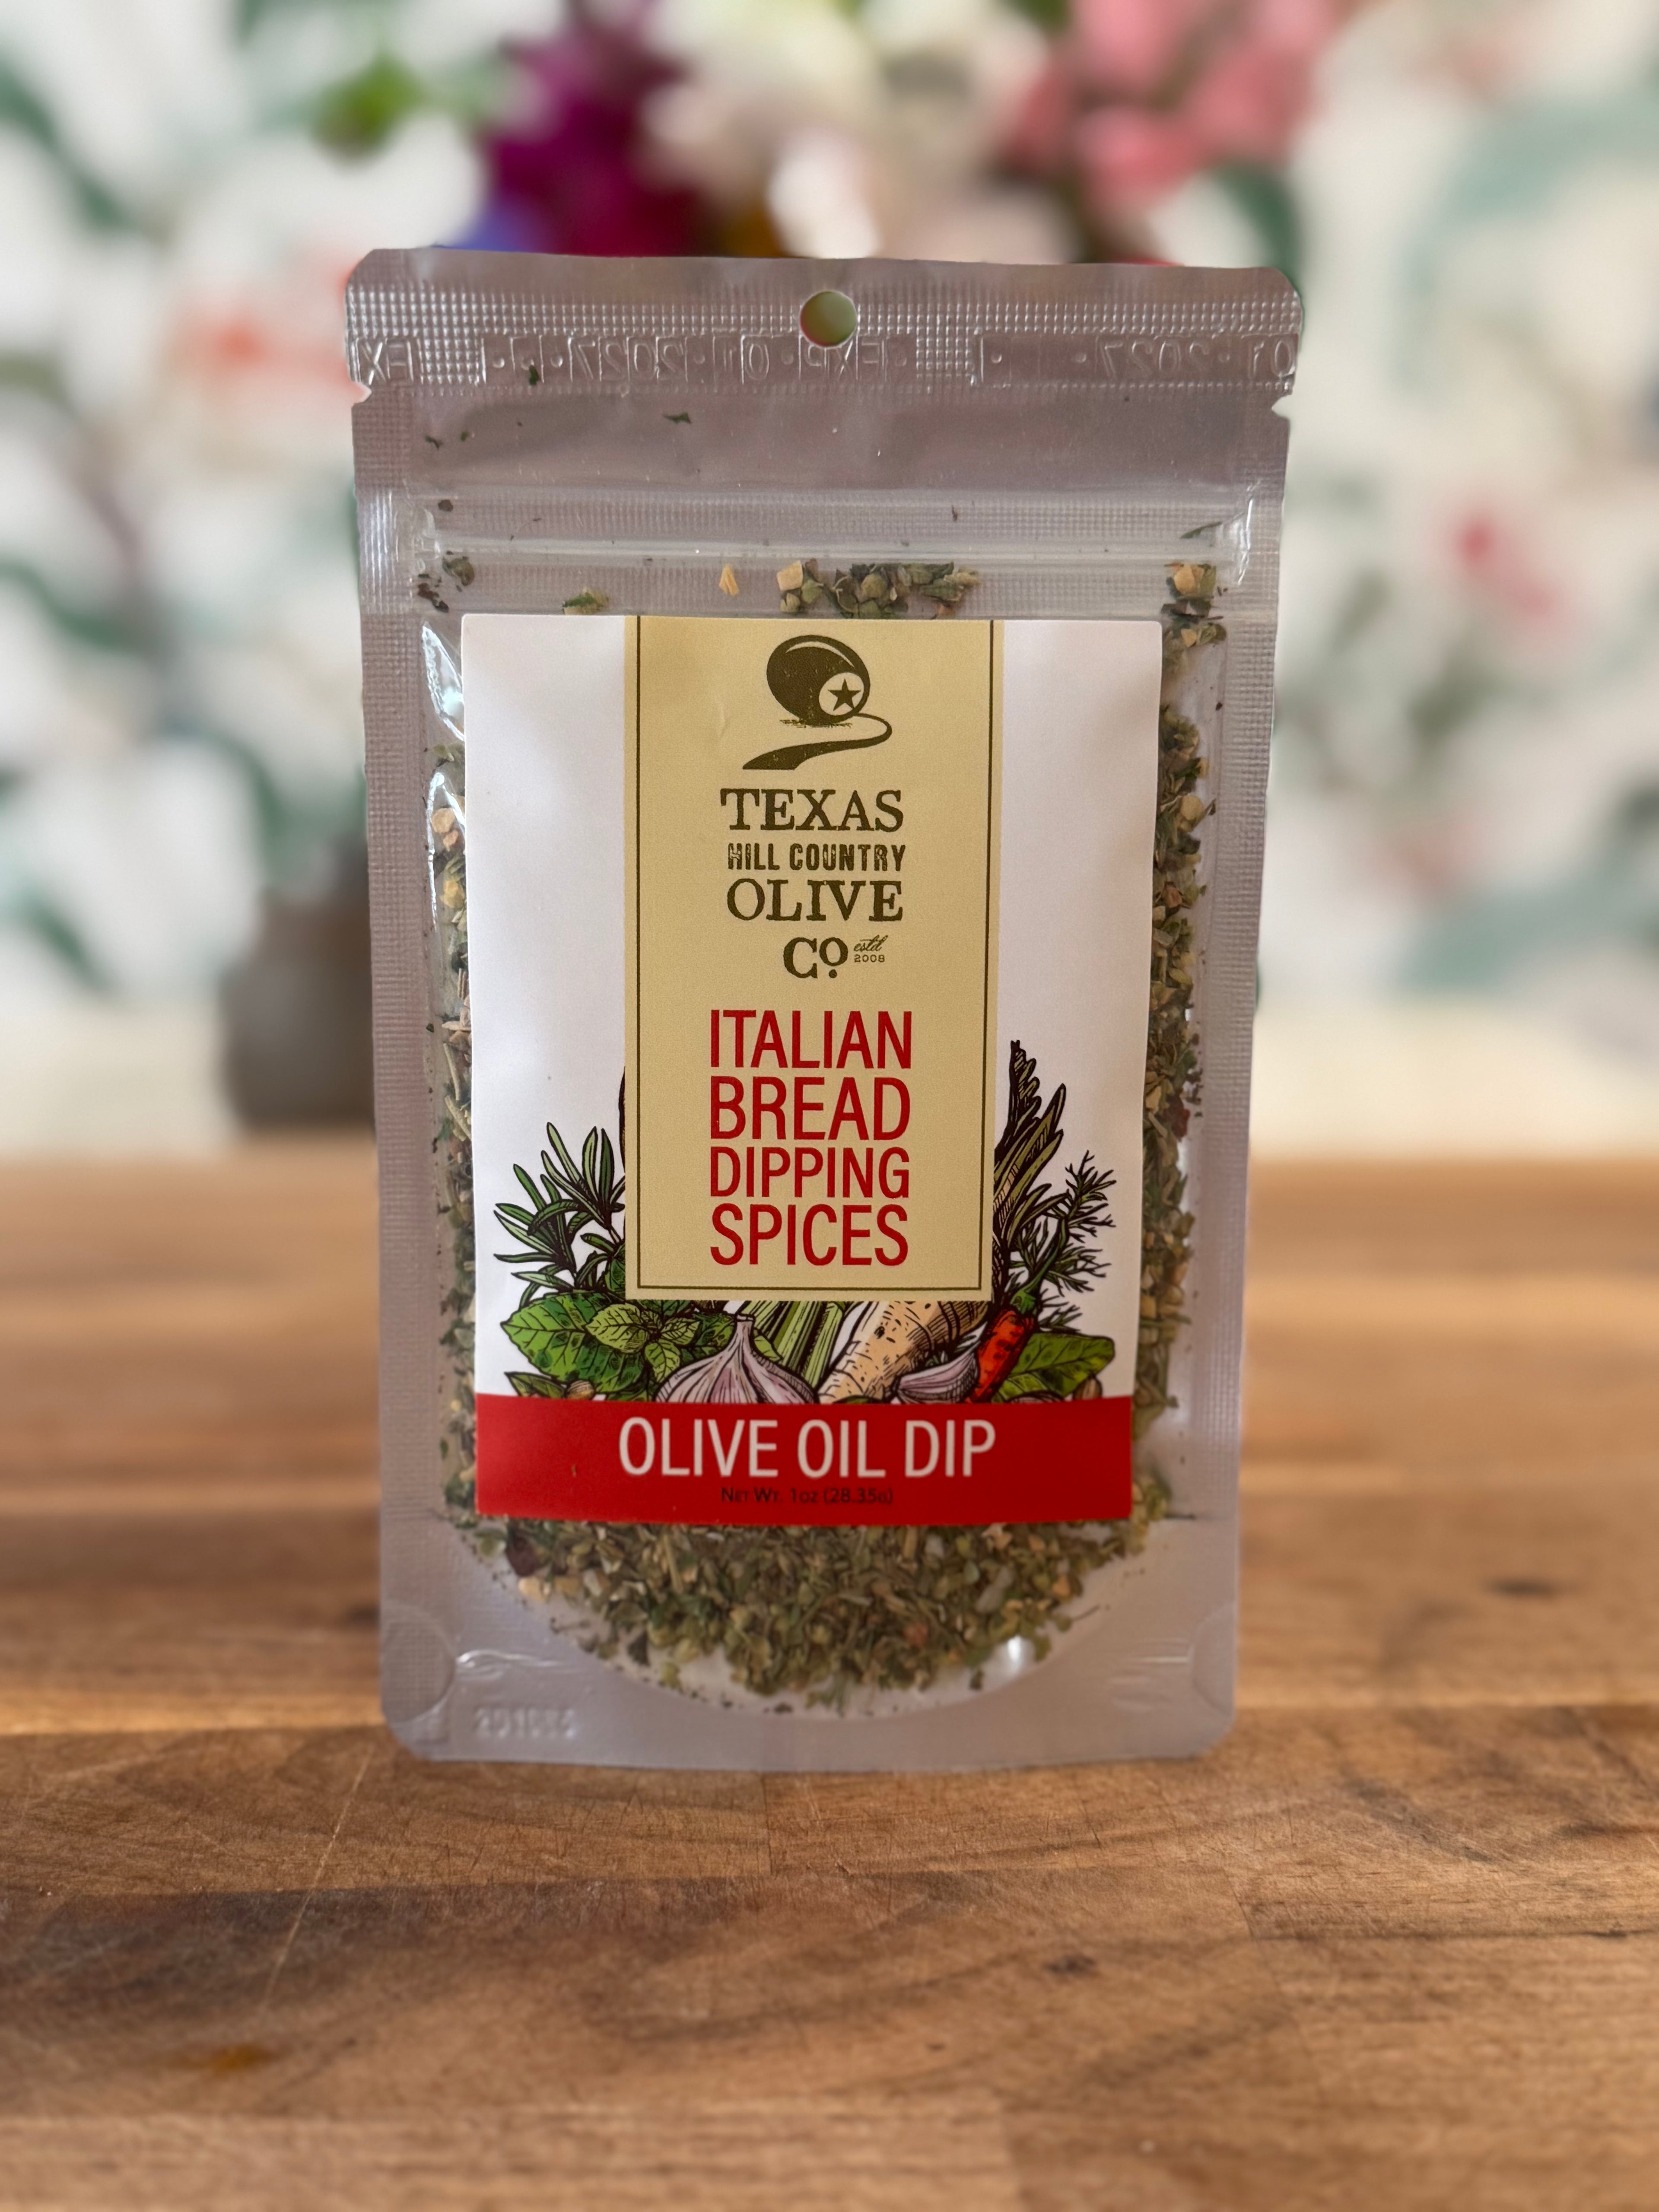 TEXAS
HILL COUNTRY
OLIVE
Co. estd 2008
ITALIAN
BREAD
DIPPING
SPICES
OLIVE OIL DIP
Net Wt. 1oz (28.35g)